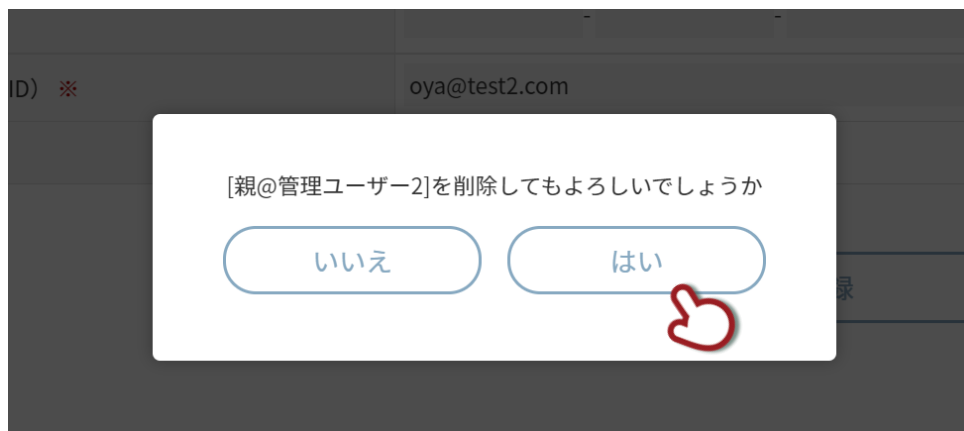 -
-
ID） ※
oya@test2.com
[親@管理ユーザー2]を削除してもよろしいでしょうか
いいえ
はい
録